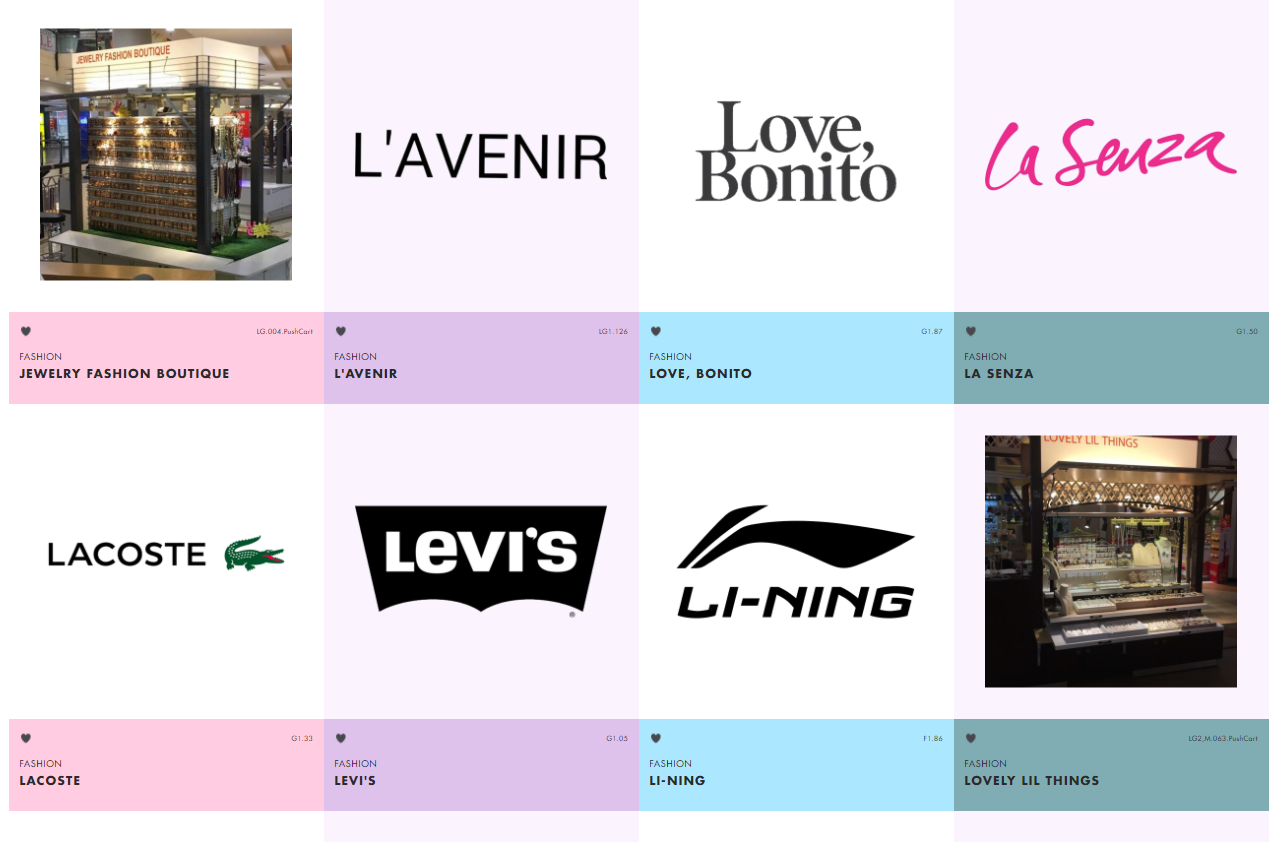 JEWELRY FASHION BOUTIQUE
L'AVENIR
Love,
Bonito
La Senza
LG.004.PushCart
FASHION
JEWELRY FASHION BOUTIQUE
LG1.126
FASHION
L'AVENIR
G1.87
FASHION
LOVE, BONITO
G1.50
FASHION
LA SENZA
LACOSTE
LEVI'S
®
LI-NING
LOVELY LIL THINGS
G1.33
FASHION
LACOSTE
G1.05
FASHION
LEVI'S
F1.86
FASHION
LI-NING
LG2,M.063.PushCart
FASHION
LOVELY LIL THINGS